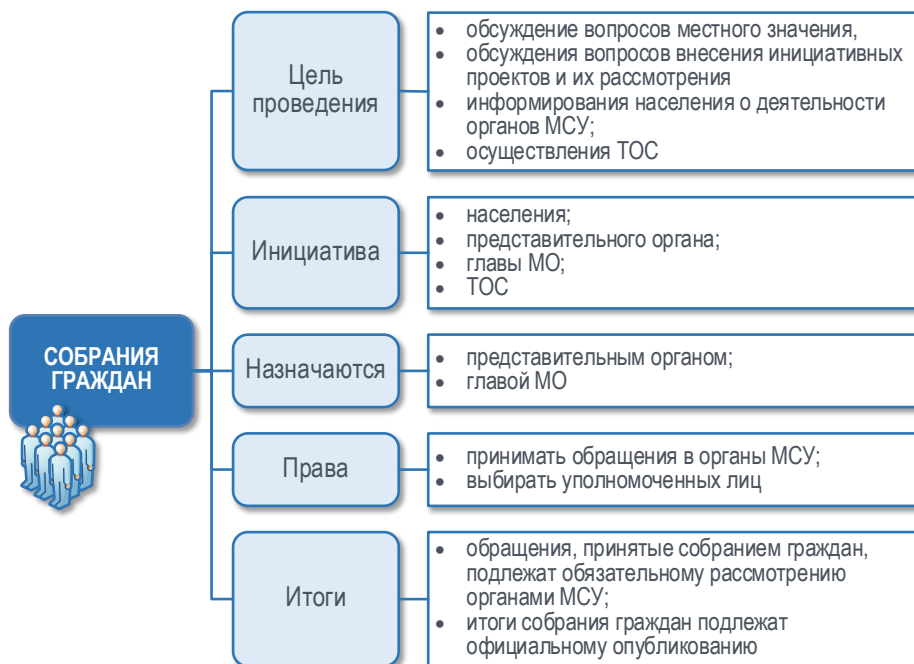 СОБРАНИЯ
ГРАЖДАН
Цель
проведения
• обсуждение вопросов местного значения,
• обсуждения вопросов внесения инициативных
проектов и их рассмотрения
• информирования населения о деятельности
органов МСУ;
• осуществления ТОС
Инициатива
• населения;
• представительного органа;
• главы МО;
• ТОС
Назначаются
• представительным органом;
• главой МО
Права
• принимать обращения в органы МСУ;
• выбирать уполномоченных лиц
Итоги
• обращения, принятые собранием граждан,
подлежат обязательному рассмотрению
органами МСУ;
• итоги собрания граждан подлежат
официальному опубликованию